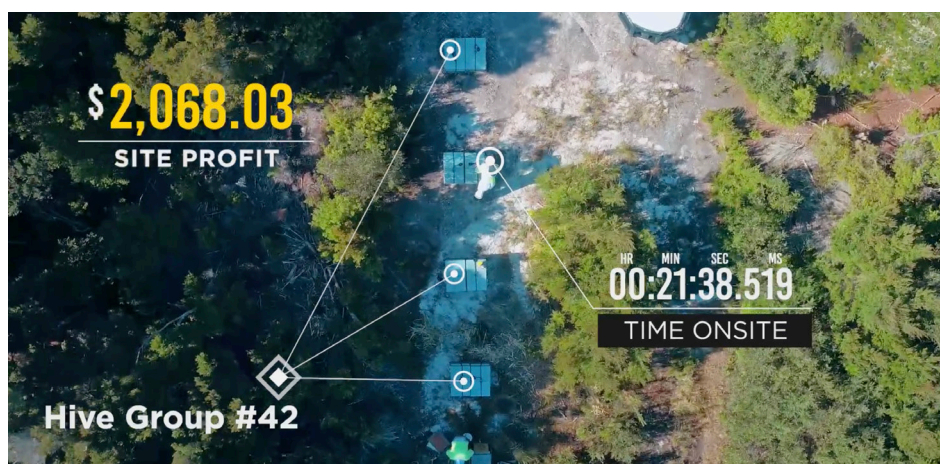 $2,068.03
SITE PROFIT
HR MIN SEC MS
00:21:38.519
TIME ONSITE
Hive Group #42